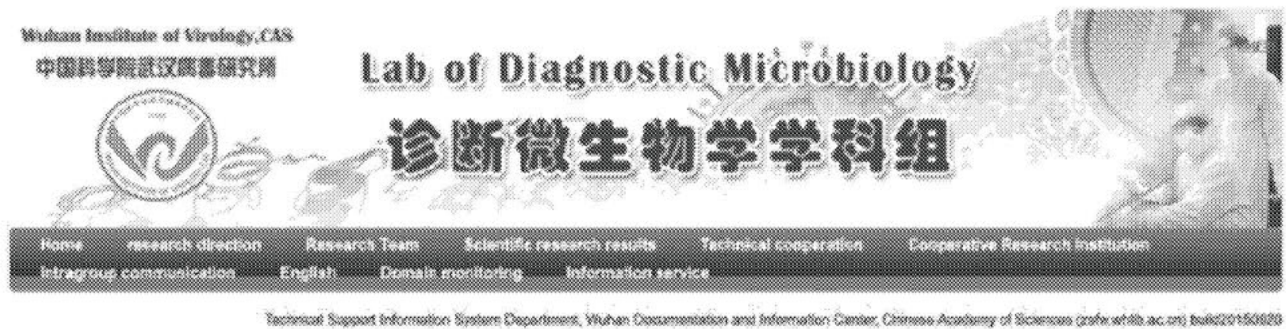 Wuhan Institute of Virology,CAS
中国科学院武汉病毒研究所
Lab of Diagnostic Microbiology
诊断微生物学学科组
Home research direction Research Team Scientific research results Technical cooperation Cooperative Research Institution
Intragroup communication English Domain monitoring Information service
Technical Support Information System Department, Wuhan Documentation and Information Center, Chinese Academy of Sciences